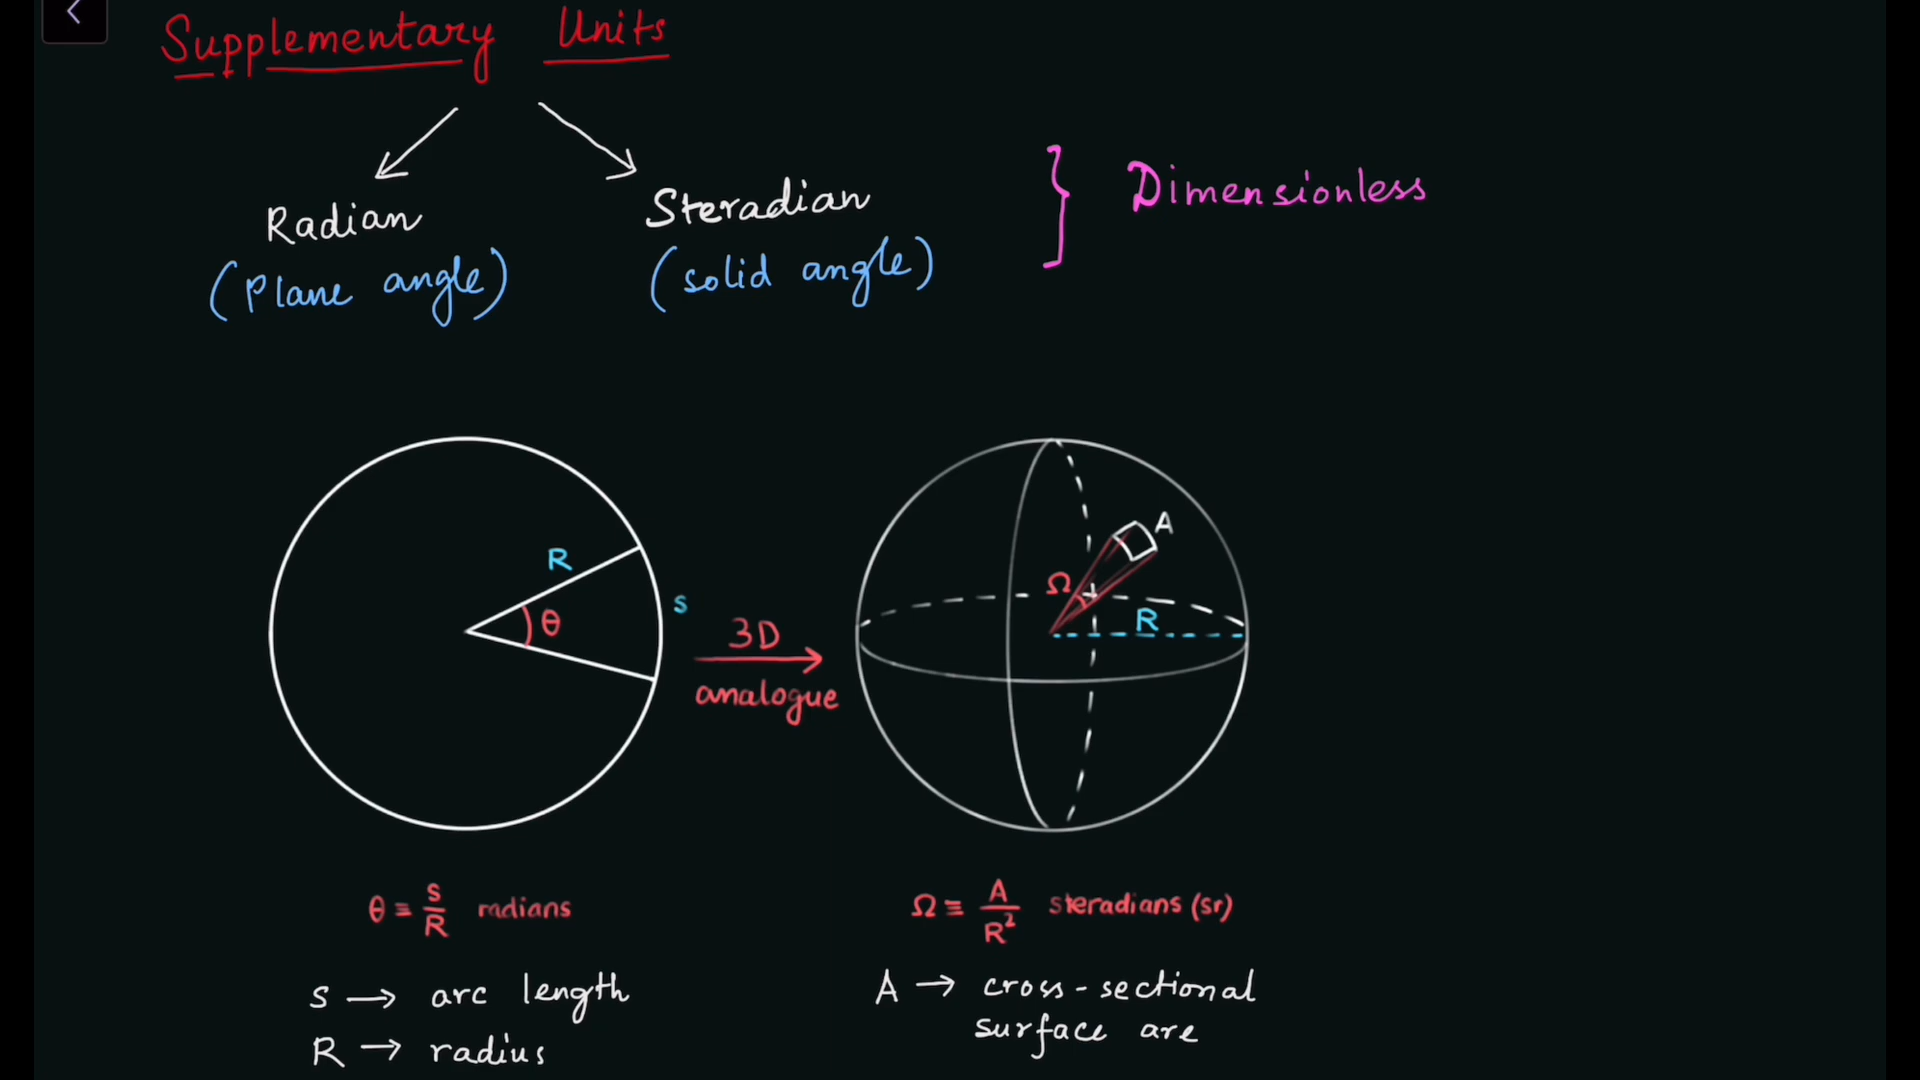 Supplementary Units
Radian
(Plane angle)
Steradian
(solid angle)
Dimensionless
R
θ
s
3D
analogue
A
Ω
R
θ ≡ s/R radians
Ω ≡ A/R² steradians (sr)
s → arc length
R → radius
A → cross-sectional
surface are